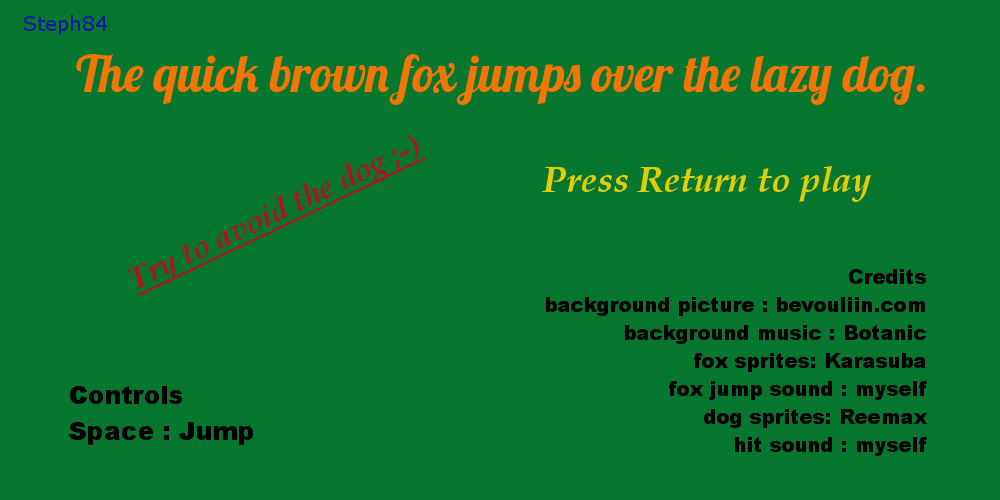 Steph84
The quick brown fox jumps over the lazy dog.
Try to avoid the dog ;-)
Press Return to play
Credits
background picture : bevouliin.com
background music : Botanic
fox sprites: Karasuba
fox jump sound : myself
dog sprites: Reemax
hit sound : myself
Controls
Space : Jump